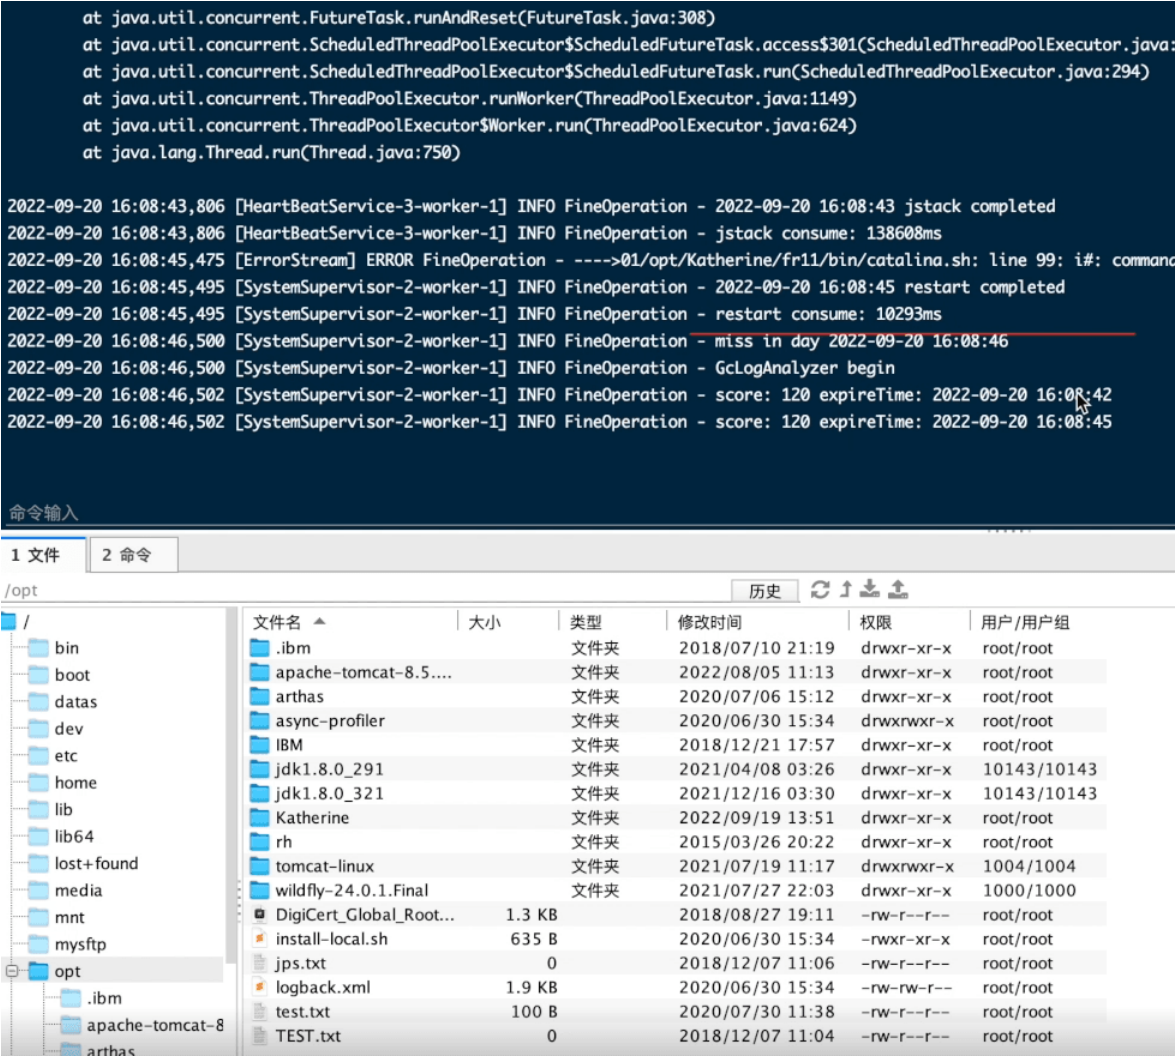 at java.util.concurrent.FutureTask.runAndReset(FutureTask.java:308)
at java.util.concurrent.ScheduledThreadPoolExecutor$ScheduledFutureTask.access$301(ScheduledThreadPoolExecutor.java:
at java.util.concurrent.ScheduledThreadPoolExecutor$ScheduledFutureTask.run(ScheduledThreadPoolExecutor.java:294)
at java.util.concurrent.ThreadPoolExecutor.runWorker(ThreadPoolExecutor.java:1149)
at java.util.concurrent.ThreadPoolExecutor$Worker.run(ThreadPoolExecutor.java:624)
at java.lang.Thread.run(Thread.java:750)
2022-09-20 16:08:43,806 [HeartBeatService-3-worker-1] INFO FineOperation - 2022-09-20 16:08:43 jstack completed
2022-09-20 16:08:43,806 [HeartBeatService-3-worker-1] INFO FineOperation - jstack consume: 138608ms
2022-09-20 16:08:45,475 [ErrorStream] ERROR FineOperation - ---->01/opt/Katherine/fr11/bin/catalina.sh: line 99: i#: command
2022-09-20 16:08:45,495 [SystemSupervisor-2-worker-1] INFO FineOperation - 2022-09-20 16:08:45 restart completed
2022-09-20 16:08:45,495 [SystemSupervisor-2-worker-1] INFO FineOperation - restart consume: 10293ms
2022-09-20 16:08:46,500 [SystemSupervisor-2-worker-1] INFO FineOperation - miss in day 2022-09-20 16:08:46
2022-09-20 16:08:46,500 [SystemSupervisor-2-worker-1] INFO FineOperation - GcLogAnalyzer begin
2022-09-20 16:08:46,502 [SystemSupervisor-2-worker-1] INFO FineOperation - score: 120 expireTime: 2022-09-20 16:08:42
2022-09-20 16:08:46,502 [SystemSupervisor-2-worker-1] INFO FineOperation - score: 120 expireTime: 2022-09-20 16:08:45
命令输入
1 文件 2 命令
/opt 历史
/
bin
boot
datas
dev
etc
home
lib
lib64
lost+found
media
mnt
mysftp
opt
.ibm
apache-tomcat-8
arthas
文件名 大小 类型 修改时间 权限 用户/用户组
.ibm 文件夹 2018/07/10 21:19 drwxr-xr-x root/root
apache-tomcat-8.5.... 文件夹 2022/08/05 11:13 drwxr-xr-x root/root
arthas 文件夹 2020/07/06 15:12 drwxr-xr-x root/root
async-profiler 文件夹 2020/06/30 15:34 drwxrwxr-x root/root
IBM 文件夹 2018/12/21 17:57 drwxr-xr-x root/root
jdk1.8.0_291 文件夹 2021/04/08 03:26 drwxr-xr-x 10143/10143
jdk1.8.0_321 文件夹 2021/12/16 03:30 drwxr-xr-x 10143/10143
Katherine 文件夹 2022/09/19 13:51 drwxr-xr-x root/root
rh 文件夹 2015/03/26 20:22 drwxr-xr-x root/root
tomcat-linux 文件夹 2021/07/19 11:17 drwxrwxr-x 1004/1004
wildfly-24.0.1.Final 文件夹 2021/07/27 22:03 drwxr-xr-x 1000/1000
DigiCert_Global_Root... 1.3 KB 2018/08/27 19:11 -rw-r--r-- root/root
install-local.sh 635 B 2020/06/30 15:34 -rwxr-xr-x root/root
jps.txt 0 2018/12/07 11:06 -rw-r--r-- root/root
logback.xml 1.9 KB 2020/06/30 15:34 -rw-rw-r-- root/root
test.txt 100 B 2020/07/30 11:38 -rw-r--r-- root/root
TEST.txt 0 2018/12/07 11:04 -rw-r--r-- root/root